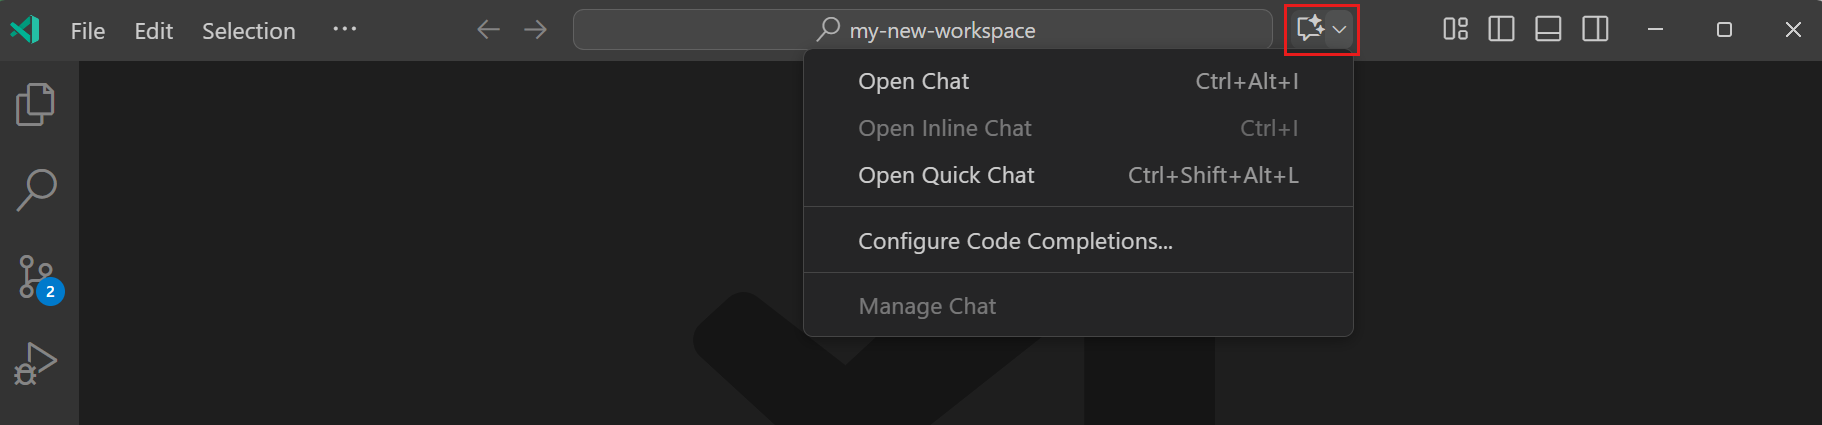 File Edit Selection ··· my-new-workspace
Open Chat Ctrl+Alt+I
Open Inline Chat Ctrl+I
Open Quick Chat Ctrl+Shift+Alt+L
Configure Code Completions...
2
Manage Chat